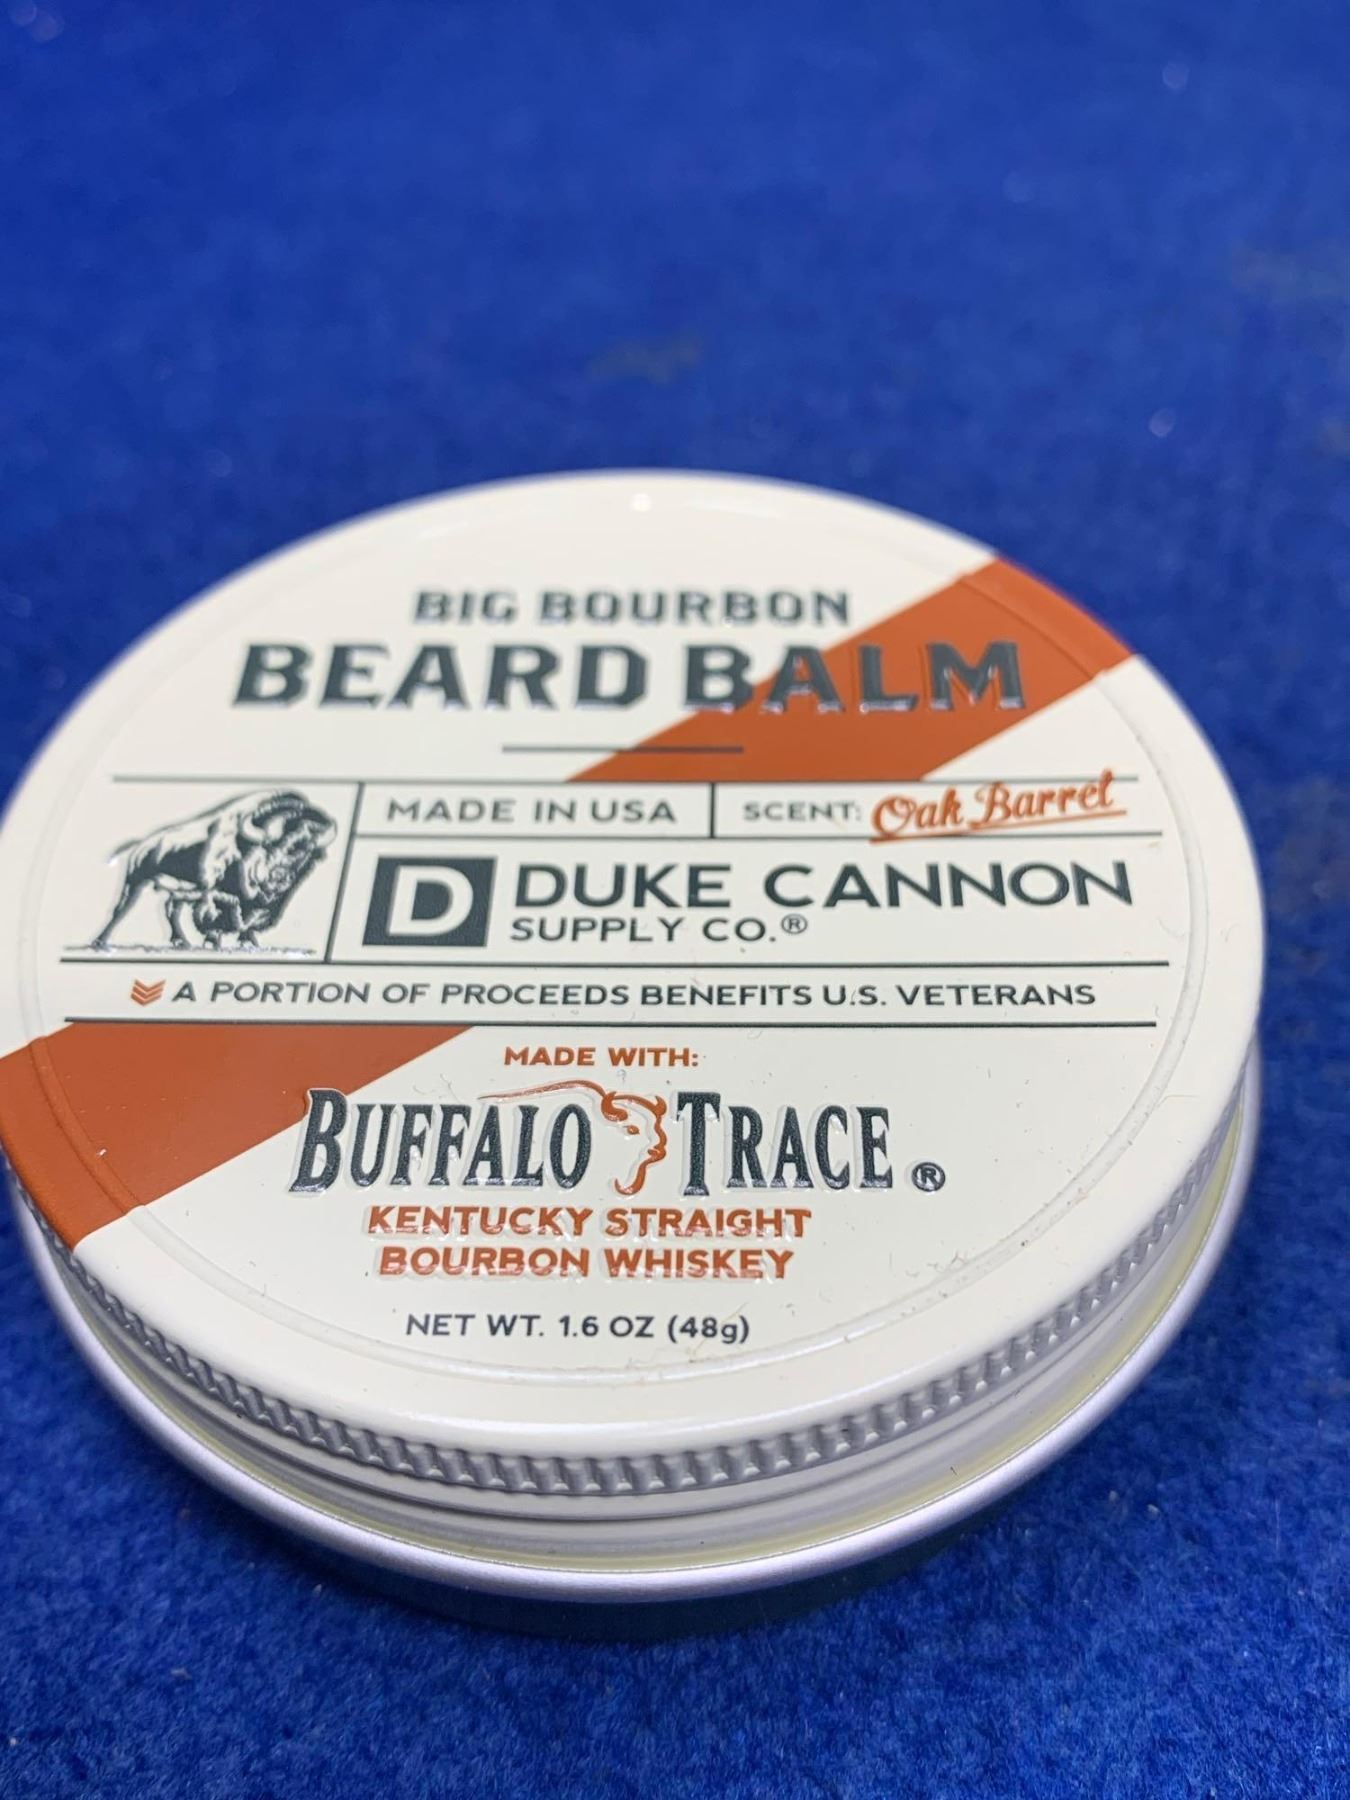 BIG BOURBON
BEARD BALM
MADE IN USA
SCENT: Oak Barrel
D DUKE CANNON
SUPPLY CO.®
A PORTION OF PROCEEDS BENEFITS U.S. VETERANS
MADE WITH:
BUFFALO TRACE®
KENTUCKY STRAIGHT
BOURBON WHISKEY
NET WT. 1.6 OZ (48g)